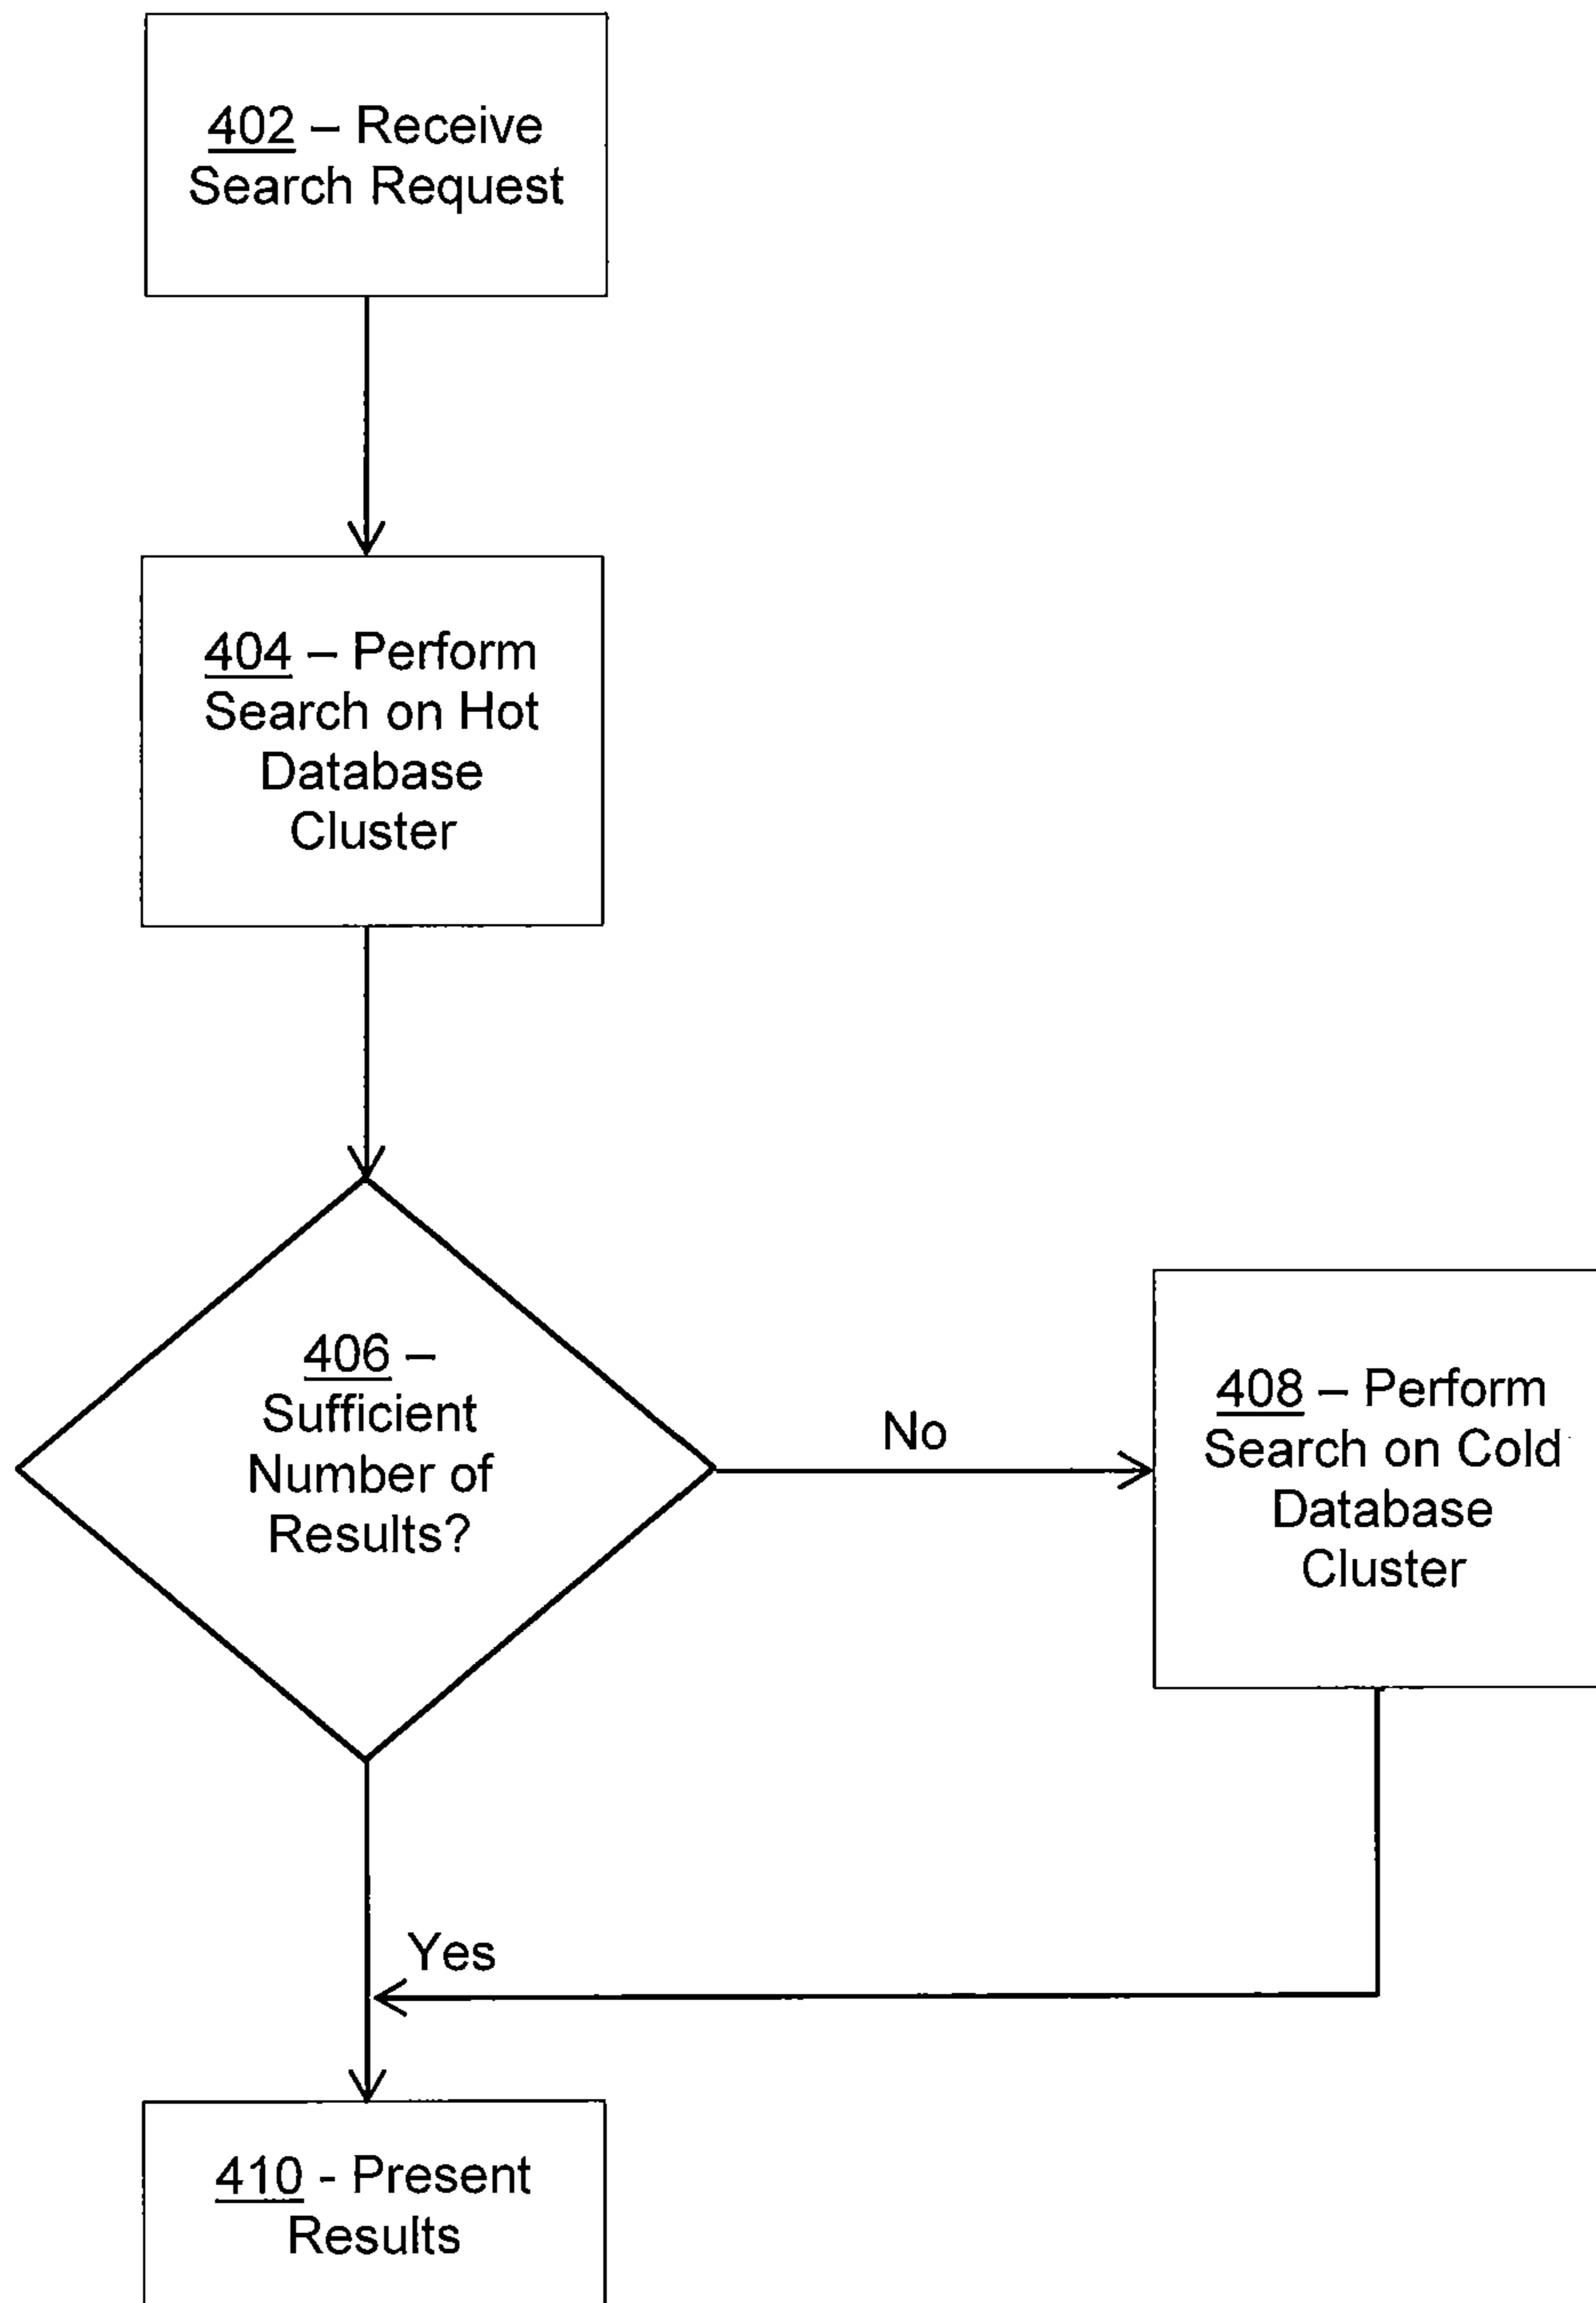 402 – Receive
Search Request
404 – Perform
Search on Hot
Database
Cluster
406 –
Sufficient
Number of
Results?
No
408 – Perform
Search on Cold
Database
Cluster
Yes
410 - Present
Results